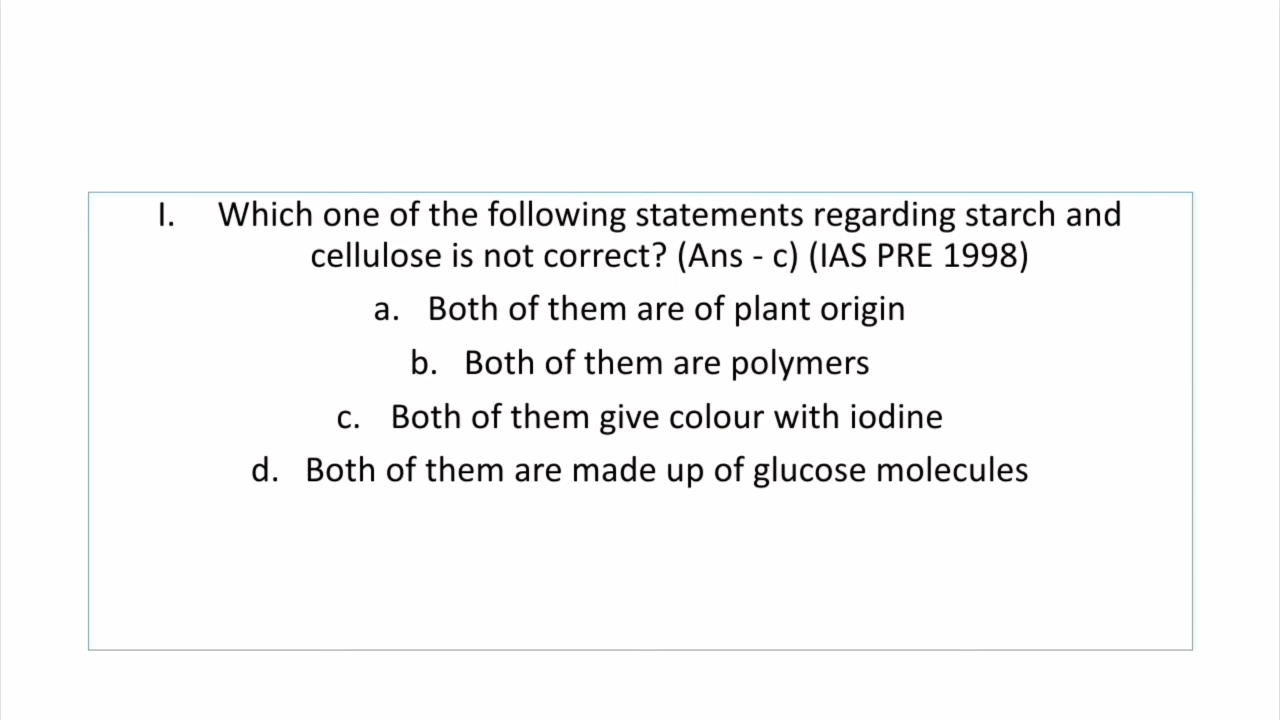 I. Which one of the following statements regarding starch and
cellulose is not correct? (Ans - c) (IAS PRE 1998)
a. Both of them are of plant origin
b. Both of them are polymers
c. Both of them give colour with iodine
d. Both of them are made up of glucose molecules